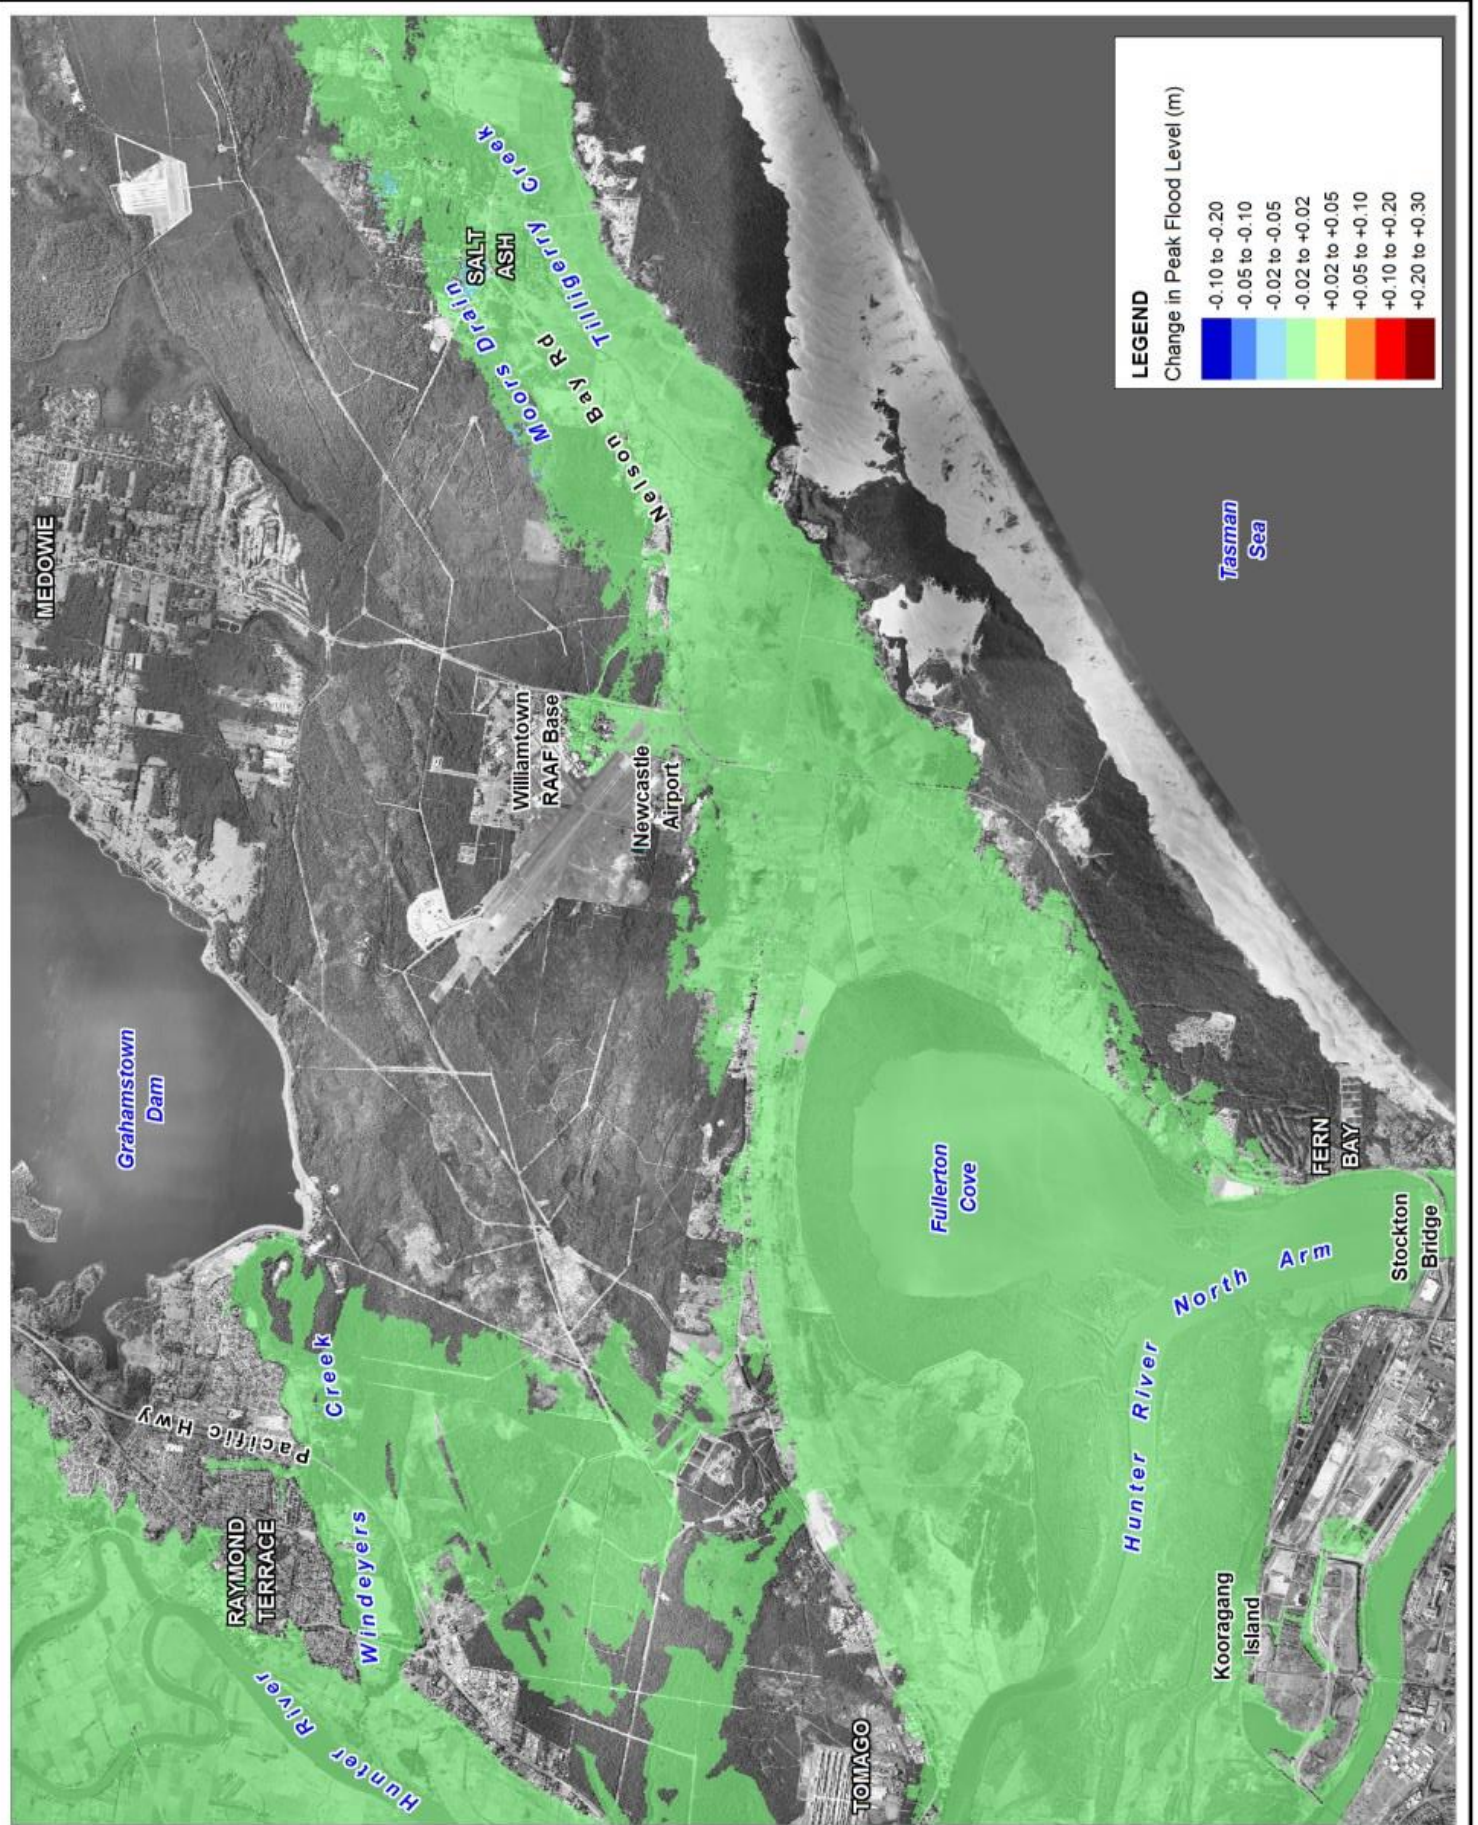 Grahamstown
Dam
MEDOWIE
Pacific Hwy
RAYMOND
TERRACE
Windeyers Creek
Hunter River
Williamtown
RAAF Base
Newcastle
Airport
Moors Drain
SALT
ASH
Nelson Bay Rd
Tilligerry Creek
TOMAGO
Fullerton
Cove
Hunter River North Arm
Kooragang
Island
Stockton
Bridge
FERN
BAY
Tasman
Sea
LEGEND
Change in Peak Flood Level (m)
-0.10 to -0.20
-0.05 to -0.10
-0.02 to -0.05
-0.02 to +0.02
+0.02 to +0.05
+0.05 to +0.10
+0.10 to +0.20
+0.20 to +0.30